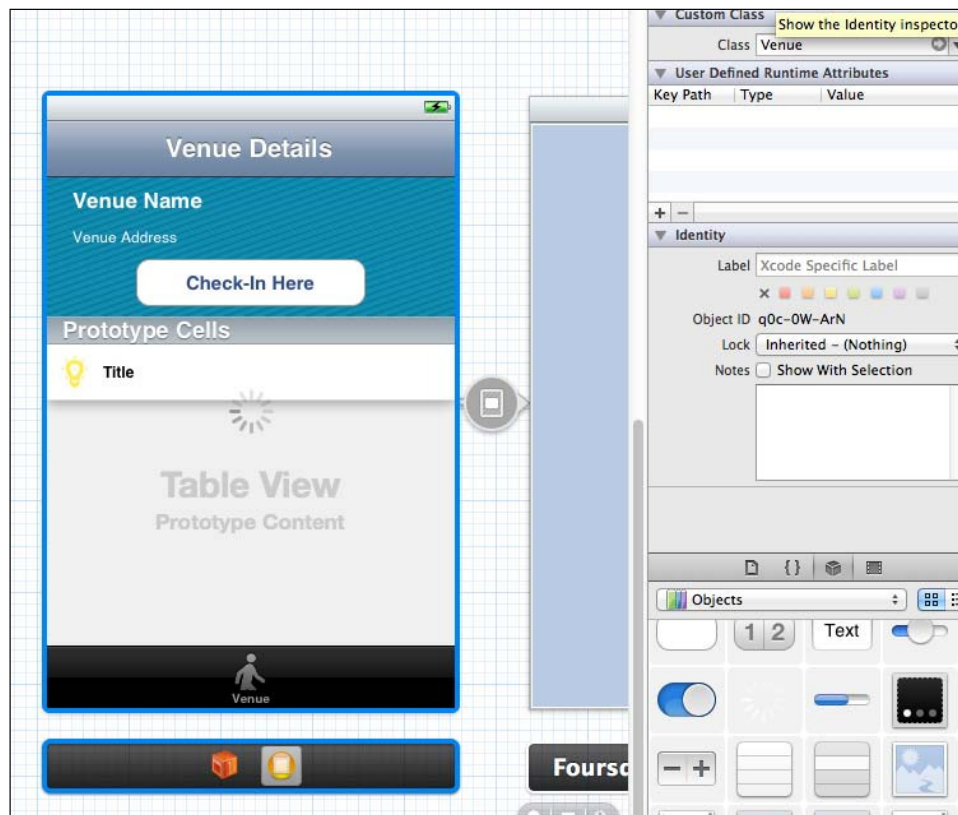 Venue Details
Venue Name
Venue Address
Check-In Here
Prototype Cells
Title
Table View
Prototype Content
Venue
Custom Class
Show the Identity inspecto
Class Venue
User Defined Runtime Attributes
Key Path Type Value
+ −
Identity
Label Xcode Specific Label
×
Object ID q0c-0W-ArN
Lock Inherited – (Nothing)
Notes Show With Selection
{}
Objects
1 2 Text
− +
Foursq